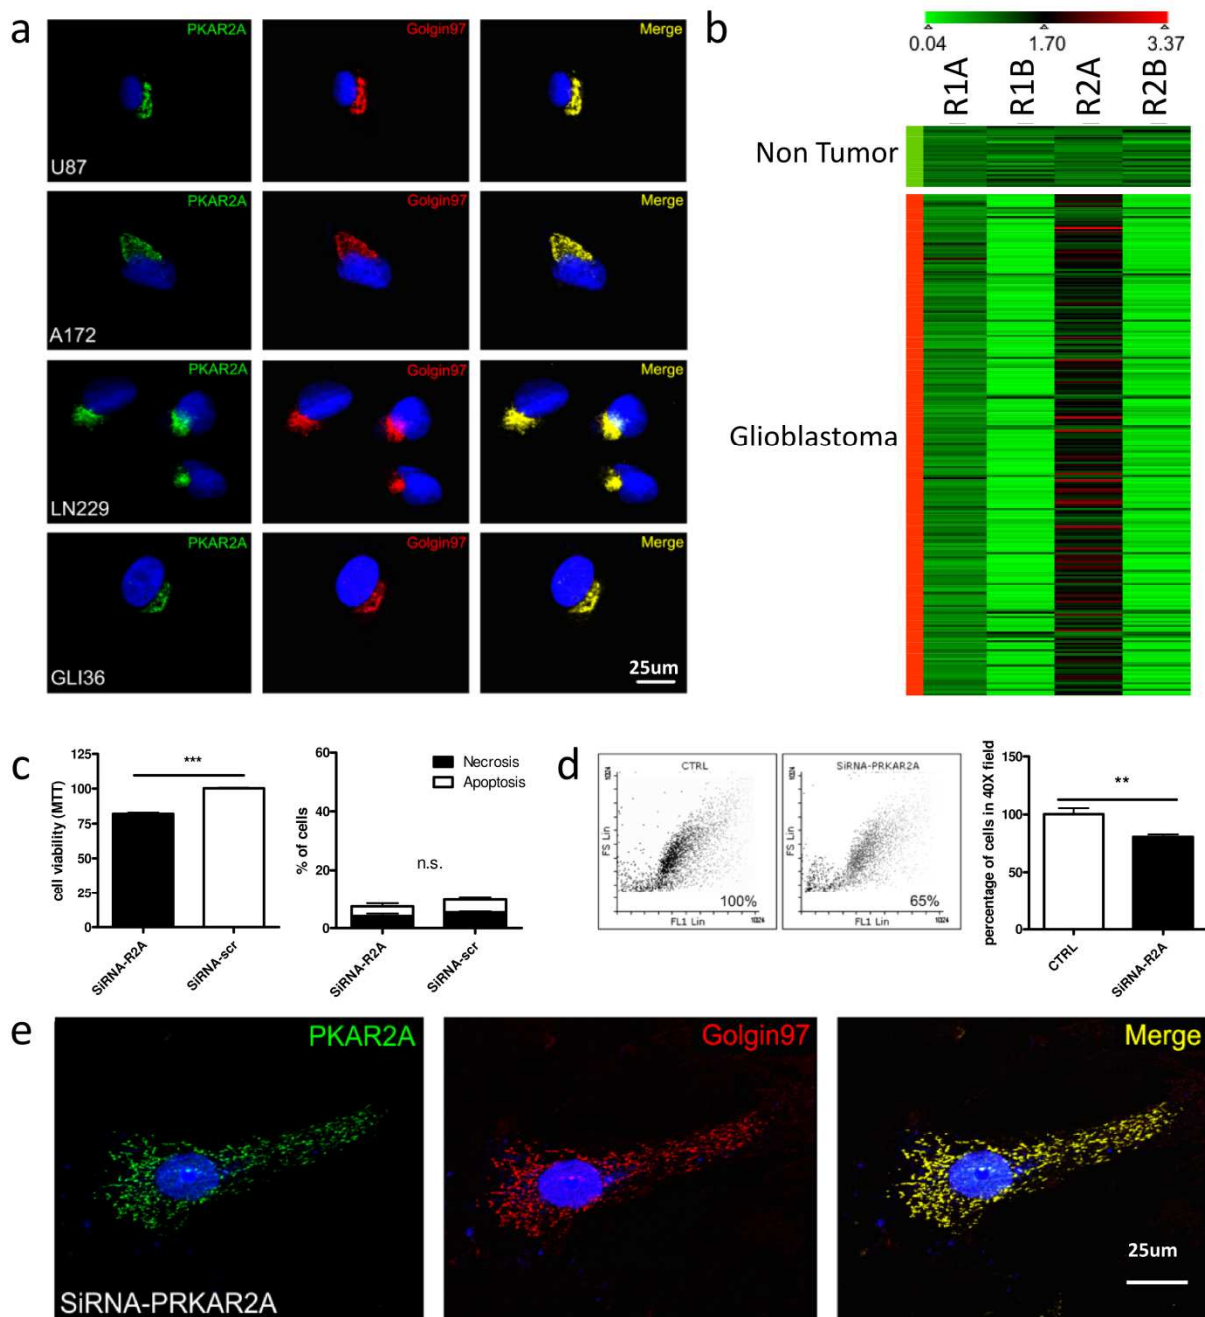 a
PKAR2A Golgin97 Merge
U87
PKAR2A Golgin97 Merge
A172
PKAR2A Golgin97 Merge
LN229
PKAR2A Golgin97 Merge
GLI36
25um
b
0.04 1.70 3.37
R1A R1B R2A R2B
Non Tumor
Glioblastoma
c
cell viability (MTT)
125
100
75
50
25
0
***
SiRNA-R2A
SiRNA-scr
% of cells
60
40
20
0
Necrosis
Apoptosis
n.s.
SiRNA-R2A
SiRNA-scr
d
CTRL
1024
FS Lin
100%
FL1 Lin
1024
SiRNA-PRKAR2A
1024
FS Lin
65%
FL1 Lin
1024
percentage of cells in 40X field
150
100
50
0
**
CTRL
SiRNA-R2A
e
PKAR2A Golgin97 Merge
SiRNA-PRKAR2A
25um